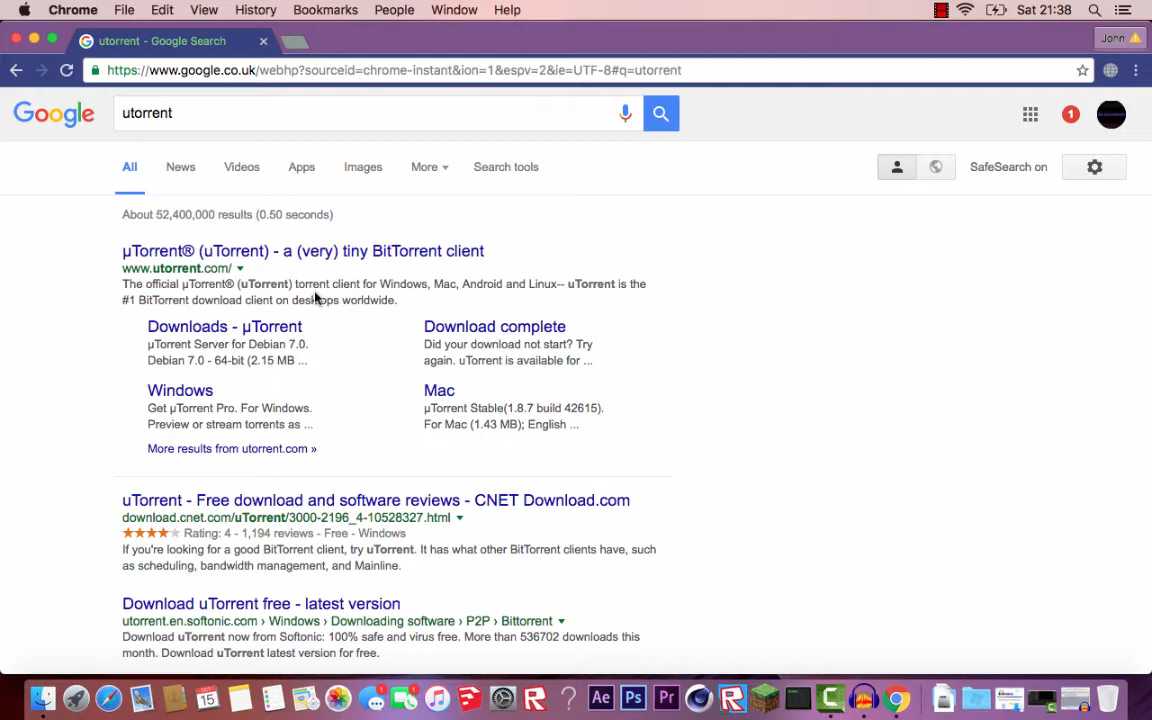 Chrome File Edit View History Bookmarks People Window Help Sat 21:38
utorrent - Google Search
John
https://www.google.co.uk/webhp?sourceid=chrome-instant&ion=1&espv=2&ie=UTF-8#q=utorrent
Google utorrent 1
All News Videos Apps Images More Search tools SafeSearch on
About 52,400,000 results (0.50 seconds)
µTorrent® (uTorrent) - a (very) tiny BitTorrent client
www.utorrent.com/
The official µTorrent® (uTorrent) torrent client for Windows, Mac, Android and Linux-- uTorrent is the
#1 BitTorrent download client on desktops worldwide.
Downloads - µTorrent
µTorrent Server for Debian 7.0.
Debian 7.0 - 64-bit (2.15 MB ...
Download complete
Did your download not start? Try
again. uTorrent is available for ...
Windows
Get µTorrent Pro. For Windows.
Preview or stream torrents as ...
Mac
µTorrent Stable(1.8.7 build 42615).
For Mac (1.43 MB); English ...
More results from utorrent.com »
uTorrent - Free download and software reviews - CNET Download.com
download.cnet.com/uTorrent/3000-2196_4-10528327.html
Rating: 4 - 1,194 reviews - Free - Windows
If you're looking for a good BitTorrent client, try uTorrent. It has what other BitTorrent clients have, such
as scheduling, bandwidth management, and Mainline.
Download uTorrent free - latest version
utorrent.en.softonic.com › Windows › Downloading software › P2P › Bittorrent
Download uTorrent now from Softonic: 100% safe and virus free. More than 536702 downloads this
month. Download uTorrent latest version for free.
OCT
15
Ae Ps Pr